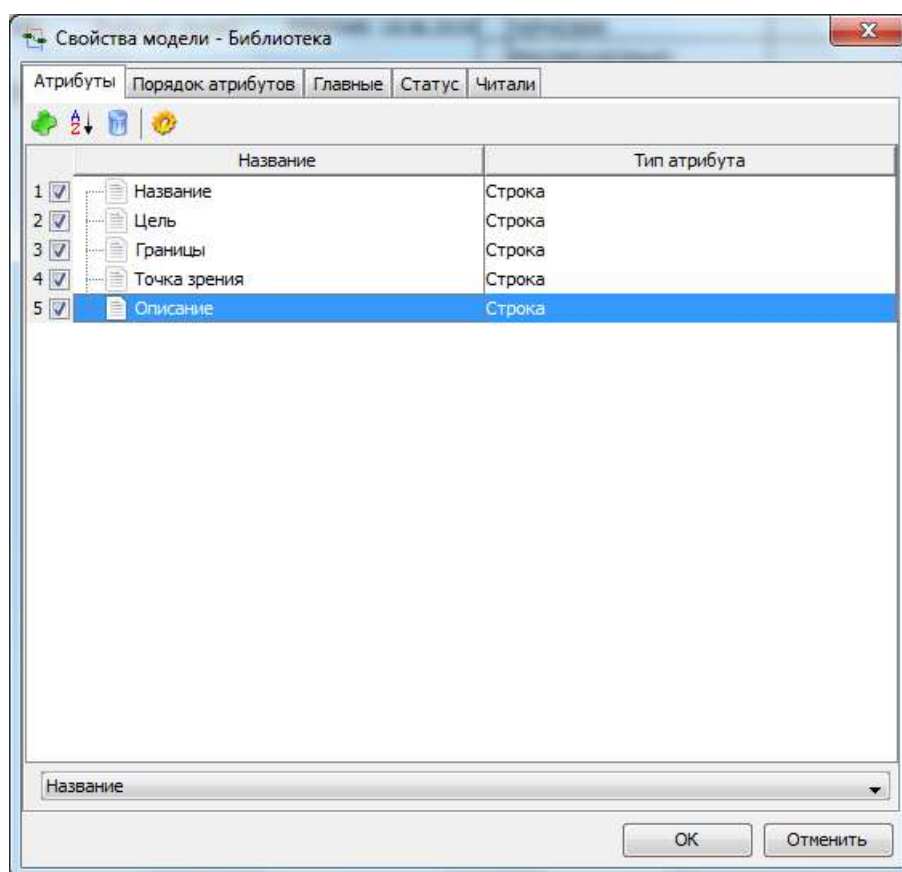 Свойства модели - Библиотека
Атрибуты Порядок атрибутов Главные Статус Читали
Название Тип атрибута
1 Название Строка
2 Цель Строка
3 Границы Строка
4 Точка зрения Строка
5 Описание Строка
Название
OK Отменить